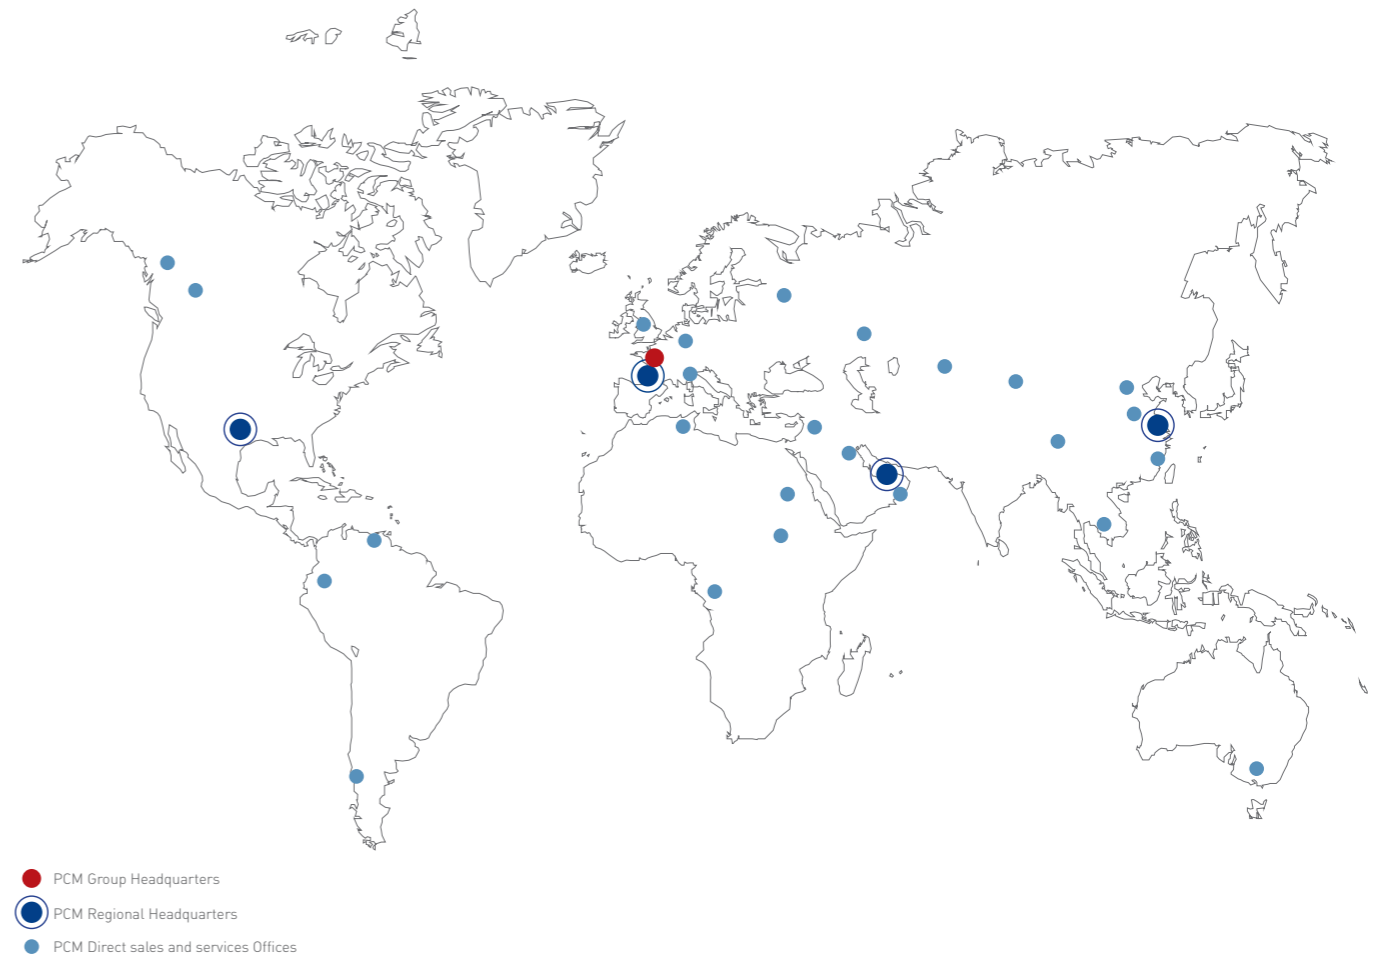 PCM Group Headquarters
PCM Regional Headquarters
PCM Direct sales and services Offices